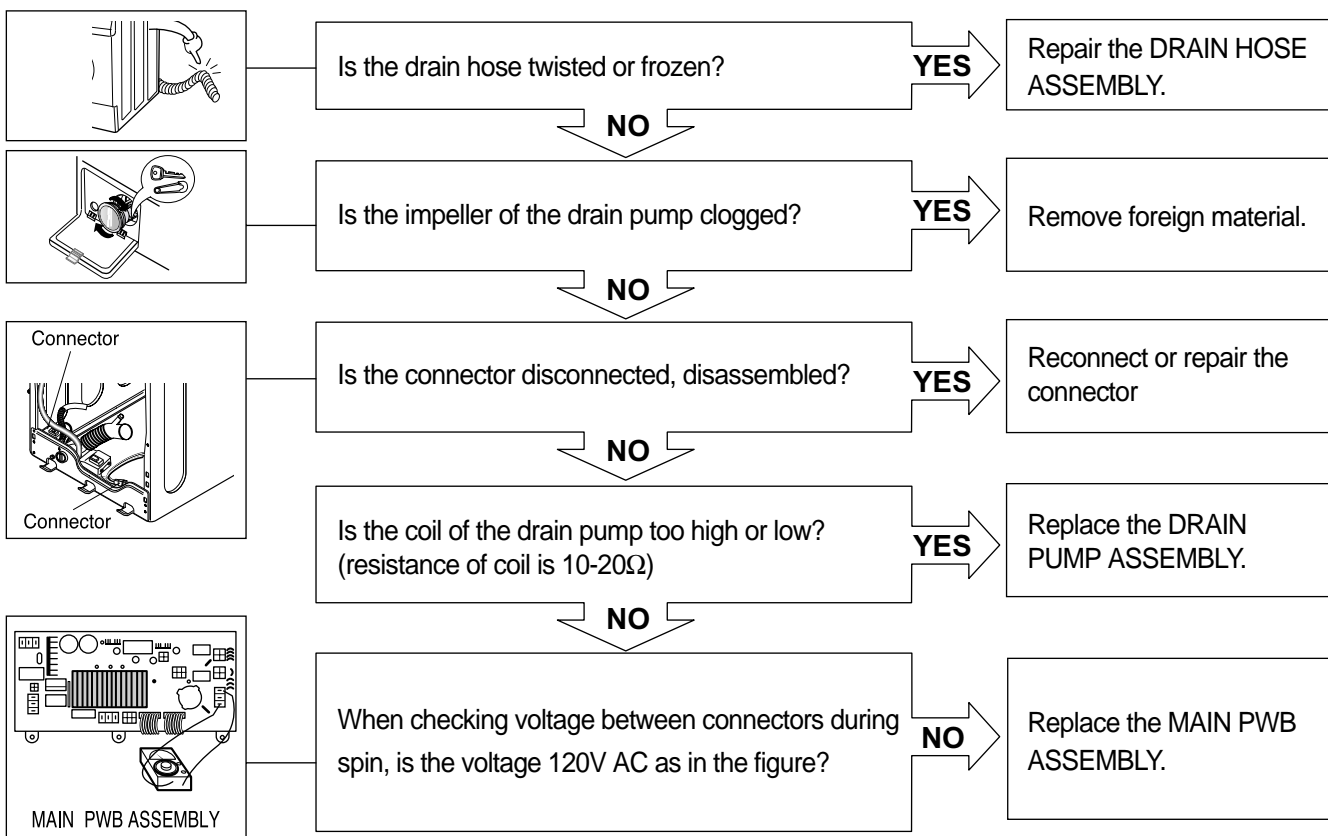 Is the drain hose twisted or frozen?
YES
Repair the DRAIN HOSE
ASSEMBLY.
NO
Is the impeller of the drain pump clogged?
YES
Remove foreign material.
NO
Connector
Connector
Is the connector disconnected, disassembled?
YES
Reconnect or repair the
connector
NO
Is the coil of the drain pump too high or low?
(resistance of coil is 10-20Ω)
YES
Replace the DRAIN
PUMP ASSEMBLY.
NO
MAIN PWB ASSEMBLY
When checking voltage between connectors during
spin, is the voltage 120V AC as in the figure?
NO
Replace the MAIN PWB
ASSEMBLY.